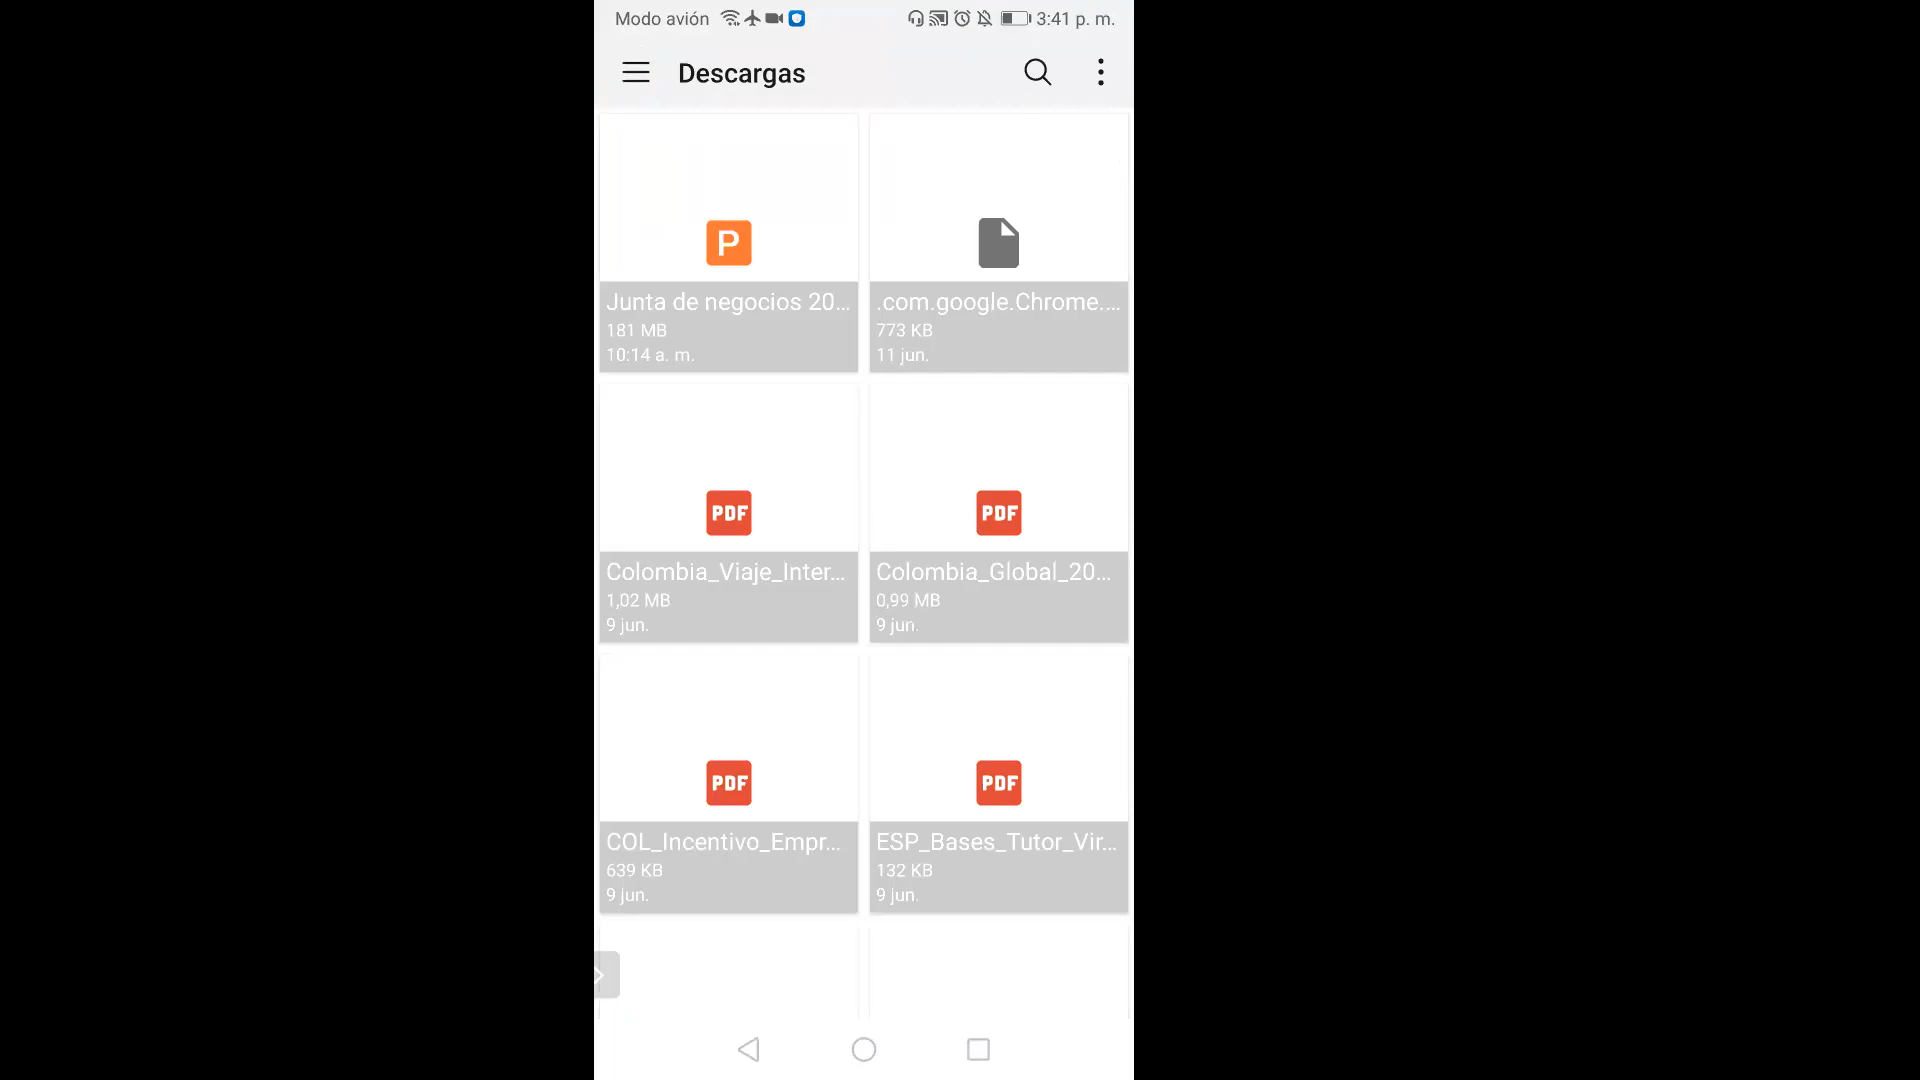 Modo avión 3:41 p. m.
Descargas
P
Junta de negocios 20...
181 MB
10:14 a. m.
.com.google.Chrome....
773 KB
11 jun.
PDF
Colombia_Viaje_Inter...
1,02 MB
9 jun.
PDF
Colombia_Global_20...
0,99 MB
9 jun.
PDF
COL_Incentivo_Empr...
639 KB
9 jun.
PDF
ESP_Bases_Tutor_Vir...
132 KB
9 jun.